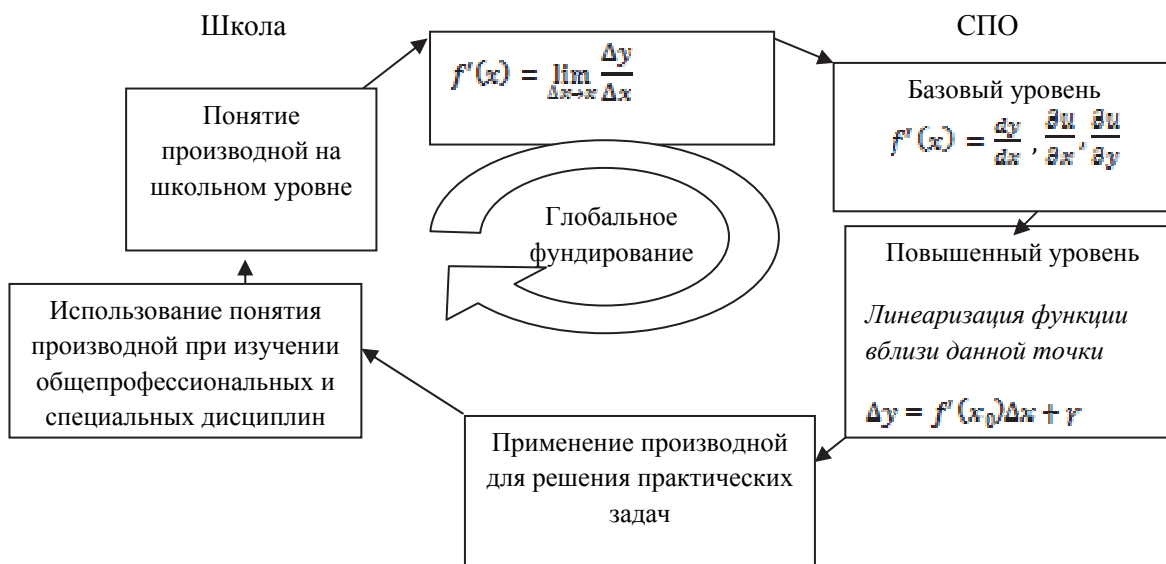 Школа
СПО
f'(x) = lim Δy/Δx
Δx→x
Понятие
производной на
школьном уровне
Базовый уровень
f'(x) = dy/dx , ∂u/∂x, ∂u/∂y
Глобальное
фундирование
Повышенный уровень
Линеаризация функции
вблизи данной точки
Δy = f'(x₀)Δx + r
Использование понятия
производной при изучении
общепрофессиональных и
специальных дисциплин
Применение производной
для решения практических
задач